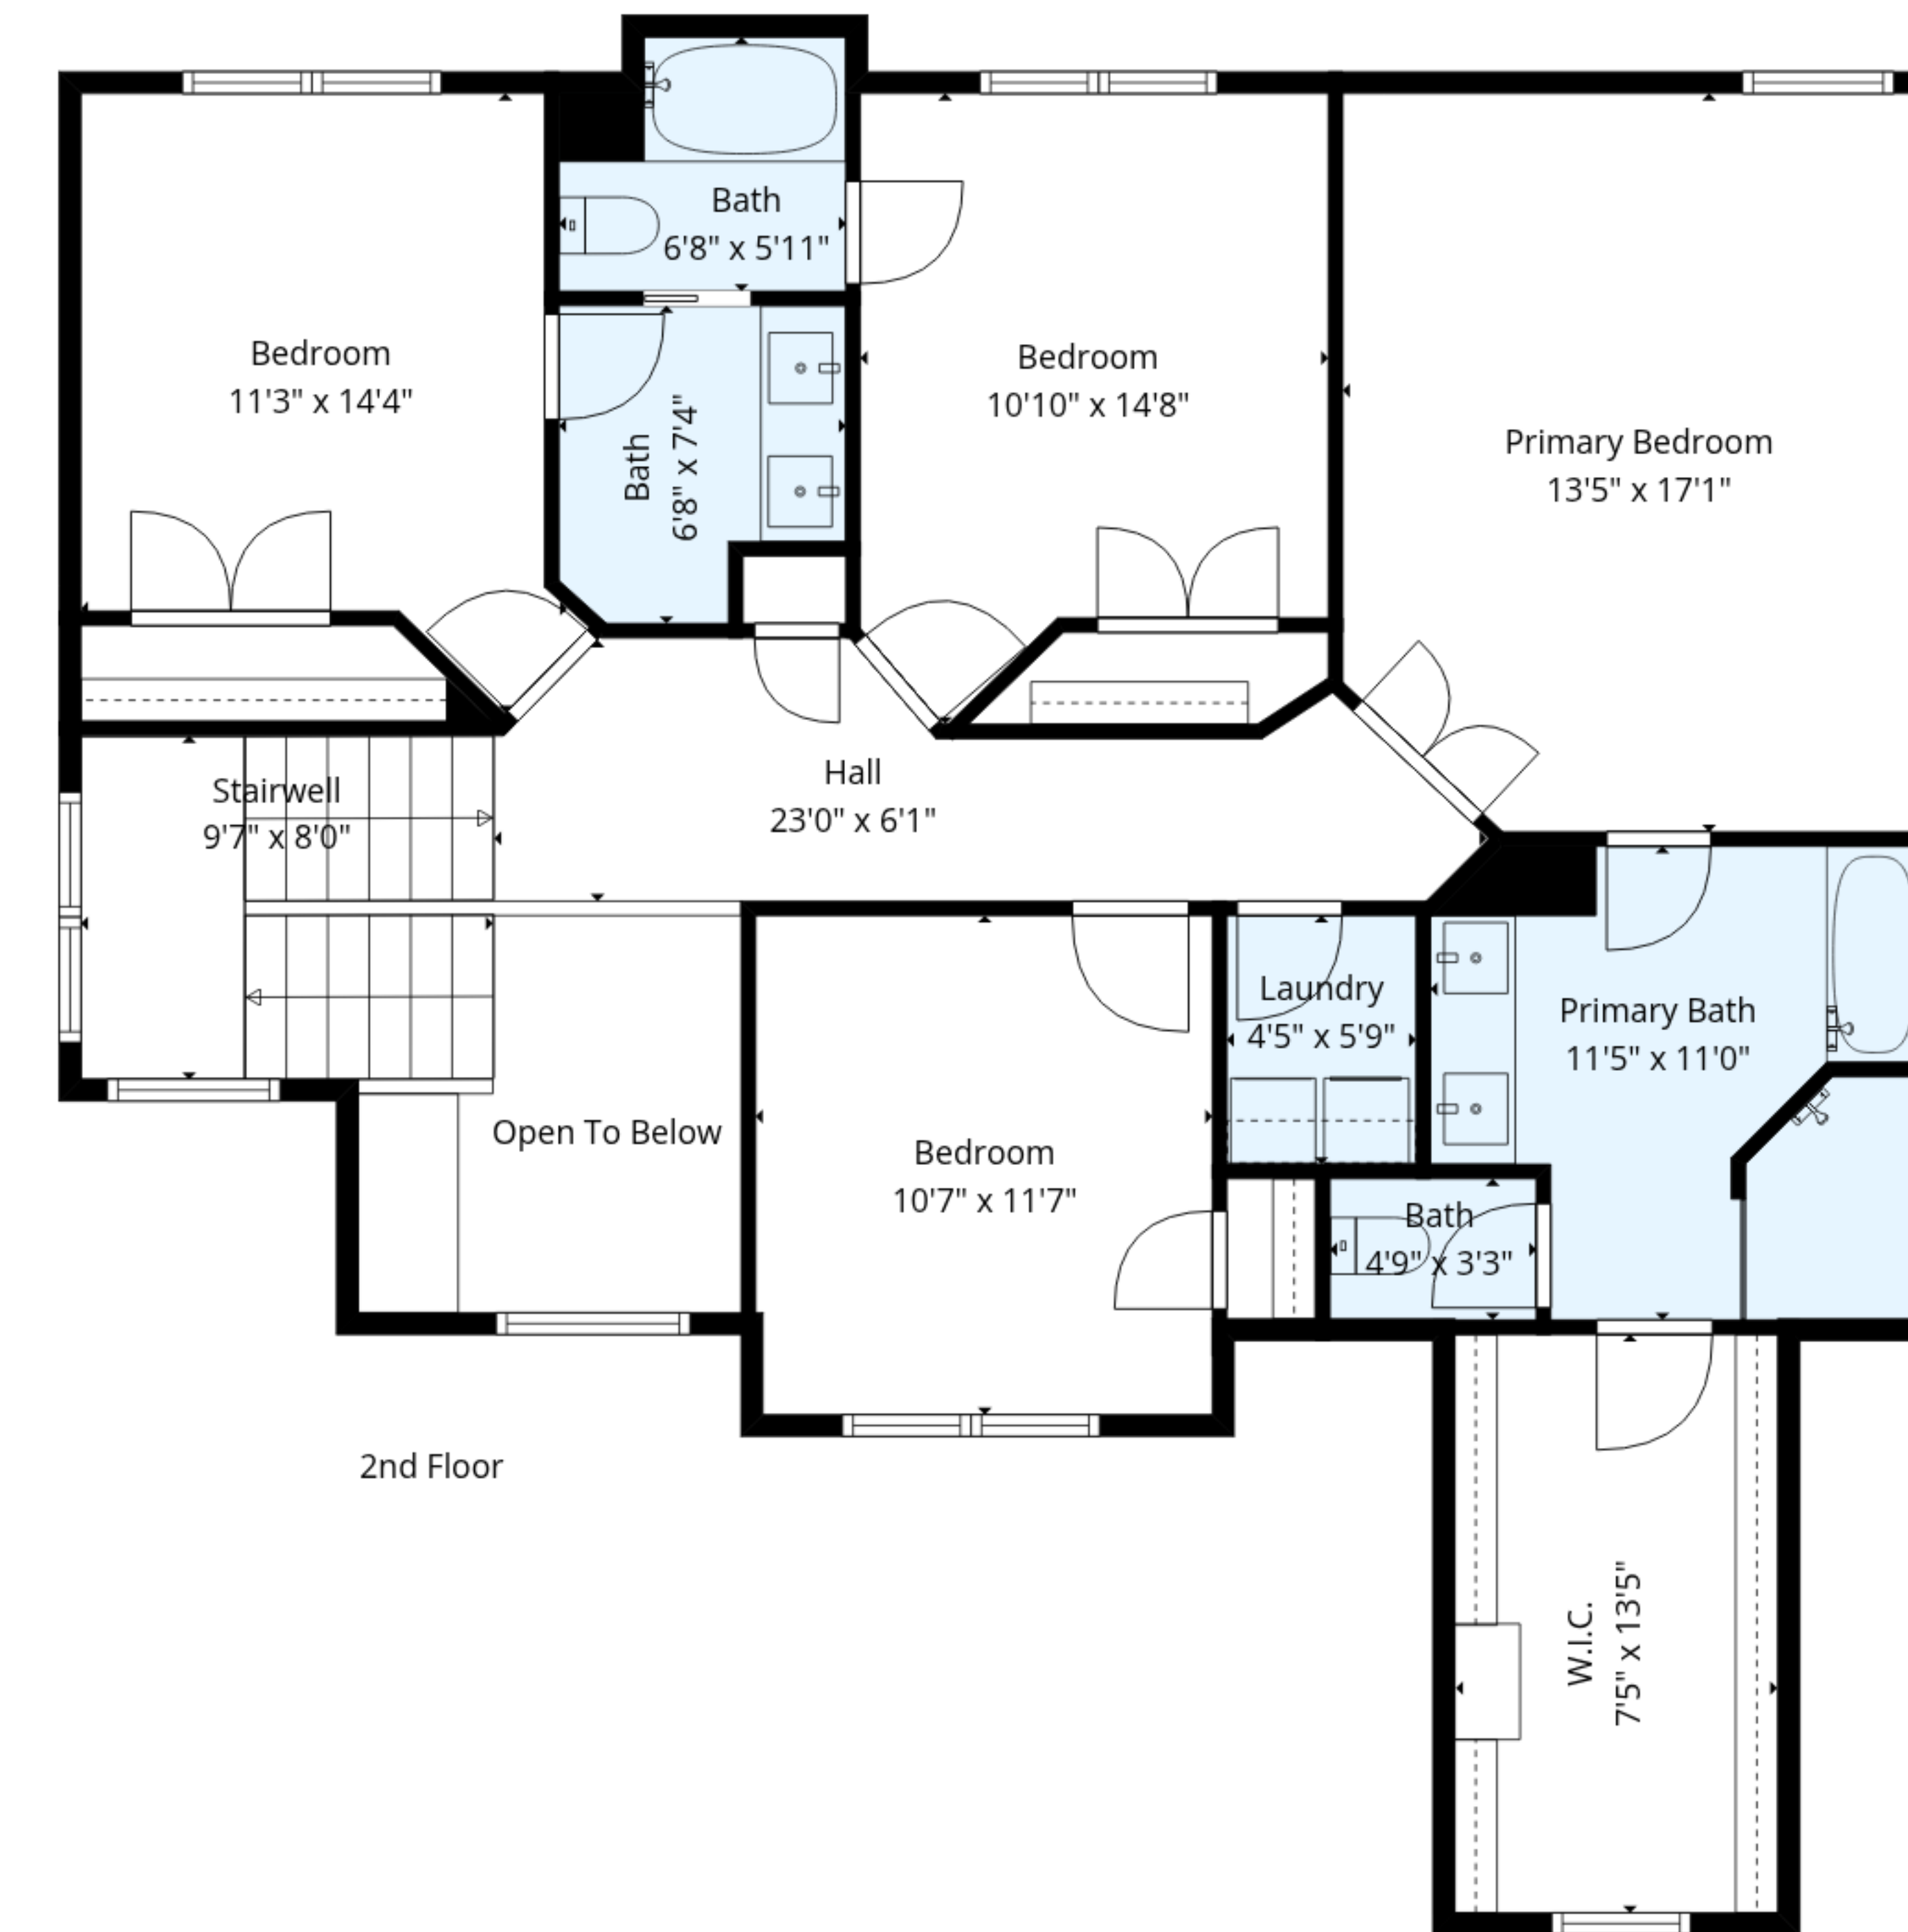 Bath
6'8" x 5'11"
Bedroom
11'3" x 14'4"
Bath
6'8" x 7'4"
Bedroom
10'10" x 14'8"
Primary Bedroom
13'5" x 17'1"
Stairwell
9'7" x 8'0"
Hall
23'0" x 6'1"
Laundry
4'5" x 5'9"
Primary Bath
11'5" x 11'0"
Open To Below
Bedroom
10'7" x 11'7"
Bath
4'9" x 3'3"
2nd Floor
W.I.C.
7'5" x 13'5"